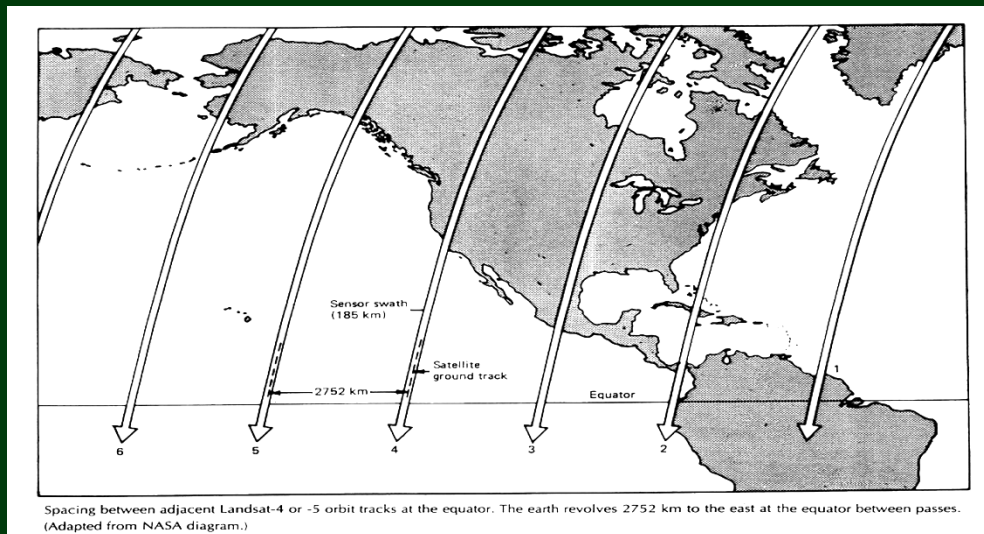 Sensor swath
(185 km)
Satellite
ground track
2752 km
Equator
1
6
5
4
3
2
Spacing between adjacent Landsat-4 or -5 orbit tracks at the equator. The earth revolves 2752 km to the east at the equator between passes.
(Adapted from NASA diagram.)